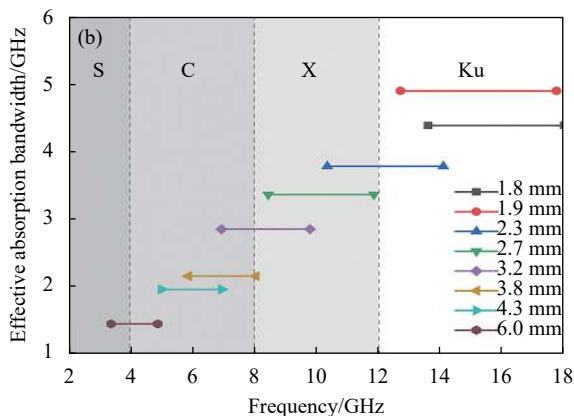 (b)
S
C
X
Ku
6
5
4
3
2
1
Effective absorption bandwidth/GHz
1.8 mm
1.9 mm
2.3 mm
2.7 mm
3.2 mm
3.8 mm
4.3 mm
6.0 mm
2
4
6
8
10
12
14
16
18
Frequency/GHz